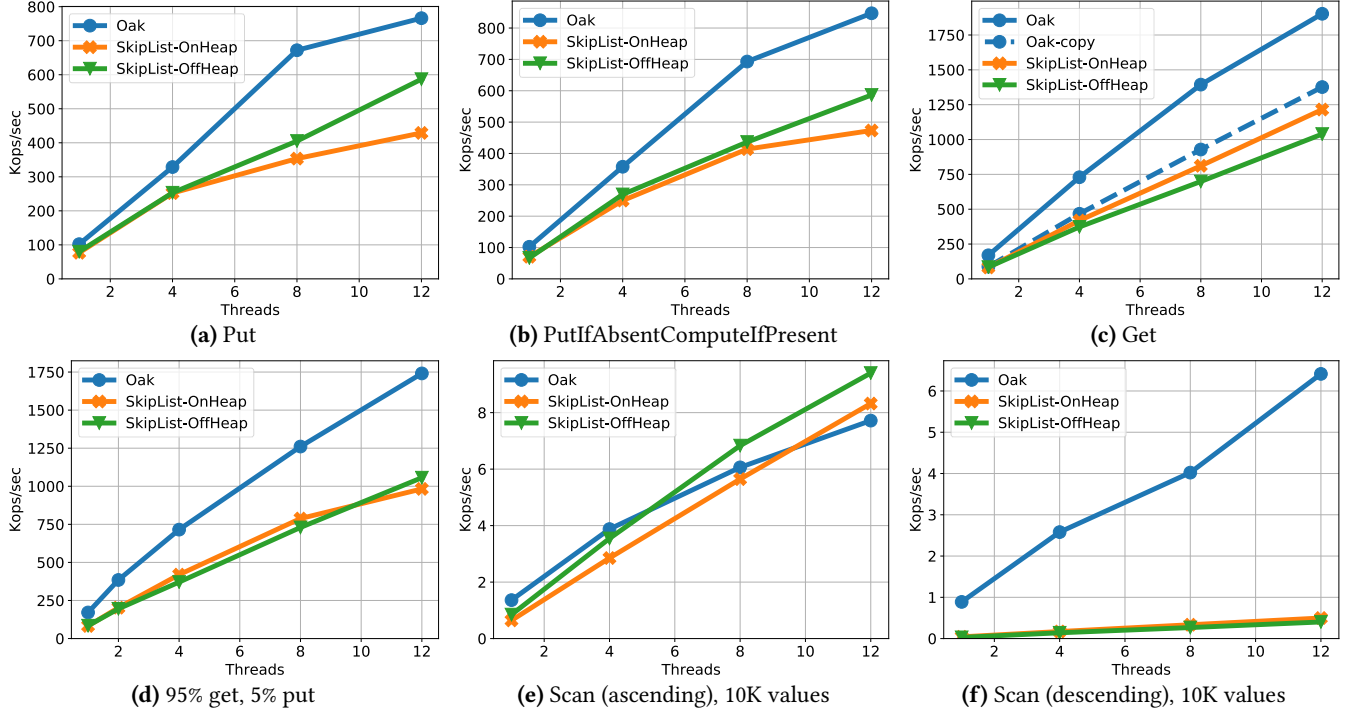 800
700
600
500
400
300
200
100
0
Kops/sec
Oak
SkipList-OnHeap
SkipList-OffHeap
2 4 6 8 10 12
Threads
(a) Put
800
700
600
500
400
300
200
100
0
Kops/sec
Oak
SkipList-OnHeap
SkipList-OffHeap
2 4 6 8 10 12
Threads
(b) PutIfAbsentComputeIfPresent
1750
1500
1250
1000
750
500
250
0
Kops/sec
Oak
Oak-copy
SkipList-OnHeap
SkipList-OffHeap
2 4 6 8 10 12
Threads
(c) Get
1750
1500
1250
1000
750
500
250
0
Kops/sec
Oak
SkipList-OnHeap
SkipList-OffHeap
2 4 6 8 10 12
Threads
(d) 95% get, 5% put
8
6
4
2
0
Kops/sec
Oak
SkipList-OnHeap
SkipList-OffHeap
2 4 6 8 10 12
Threads
(e) Scan (ascending), 10K values
6
5
4
3
2
1
0
Kops/sec
Oak
SkipList-OnHeap
SkipList-OffHeap
2 4 6 8 10 12
Threads
(f) Scan (descending), 10K values